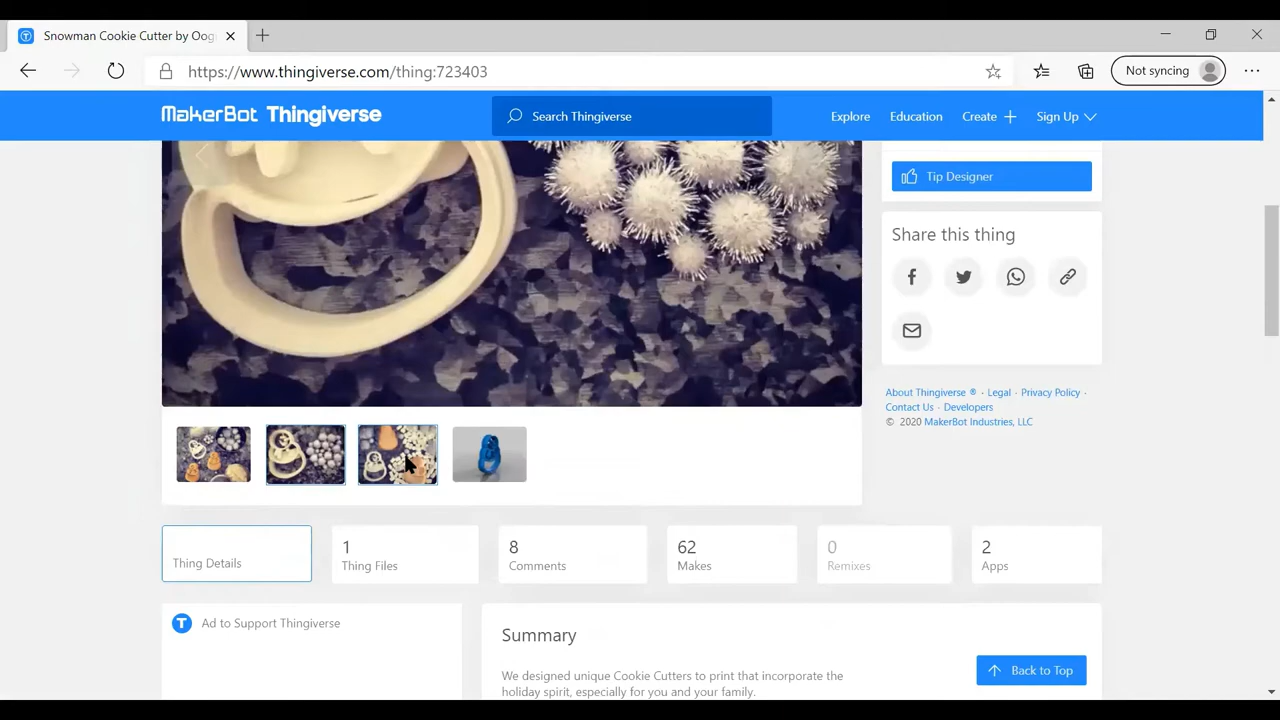 Snowman Cookie Cutter by Oog
Not syncing
https://www.thingiverse.com/thing:723403
MakerBot Thingiverse
Search Thingiverse
Explore
Education
Create
Sign Up
Tip Designer
Share this thing
About Thingiverse ® · Legal · Privacy Policy ·
Contact Us · Developers
© 2020 MakerBot Industries, LLC
Thing Details
1
Thing Files
8
Comments
62
Makes
0
Remixes
2
Apps
T
Ad to Support Thingiverse
Summary
We designed unique Cookie Cutters to print that incorporate the
holiday spirit, especially for you and your family.
Back to Top